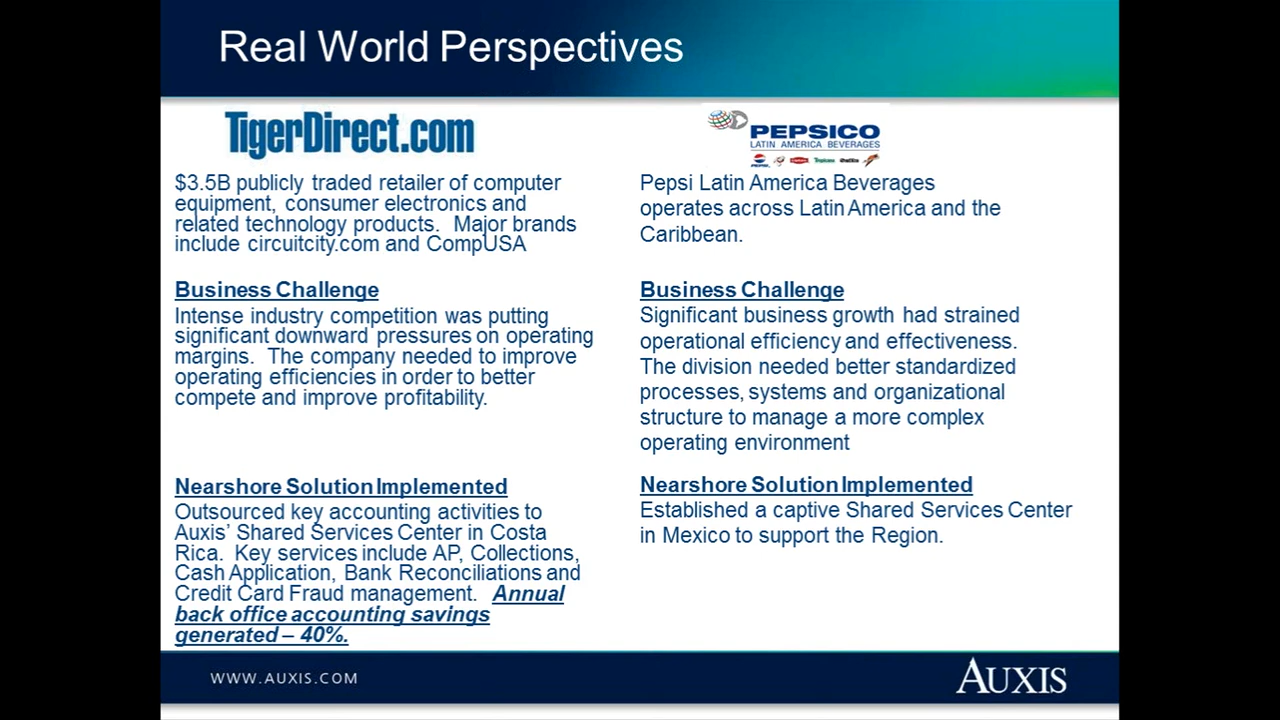 Real World Perspectives
TigerDirect.com
$3.5B publicly traded retailer of computer
equipment, consumer electronics and
related technology products.  Major brands
include circuitcity.com and CompUSA
Business Challenge
Intense industry competition was putting
significant downward pressures on operating
margins.  The company needed to improve
operating efficiencies in order to better
compete and improve profitability.
Nearshore Solution Implemented
Outsourced key accounting activities to
Auxis’ Shared Services Center in Costa
Rica.  Key services include AP, Collections,
Cash Application, Bank Reconciliations and
Credit Card Fraud management.  Annual
back office accounting savings
generated – 40%.
PEPSICO
LATIN AMERICA BEVERAGES
Pepsi Latin America Beverages
operates across Latin America and the
Caribbean.
Business Challenge
Significant business growth had strained
operational efficiency and effectiveness.
The division needed better standardized
processes, systems and organizational
structure to manage a more complex
operating environment
Nearshore Solution Implemented
Established a captive Shared Services Center
in Mexico to support the Region.
WWW.AUXIS.COM
AUXIS